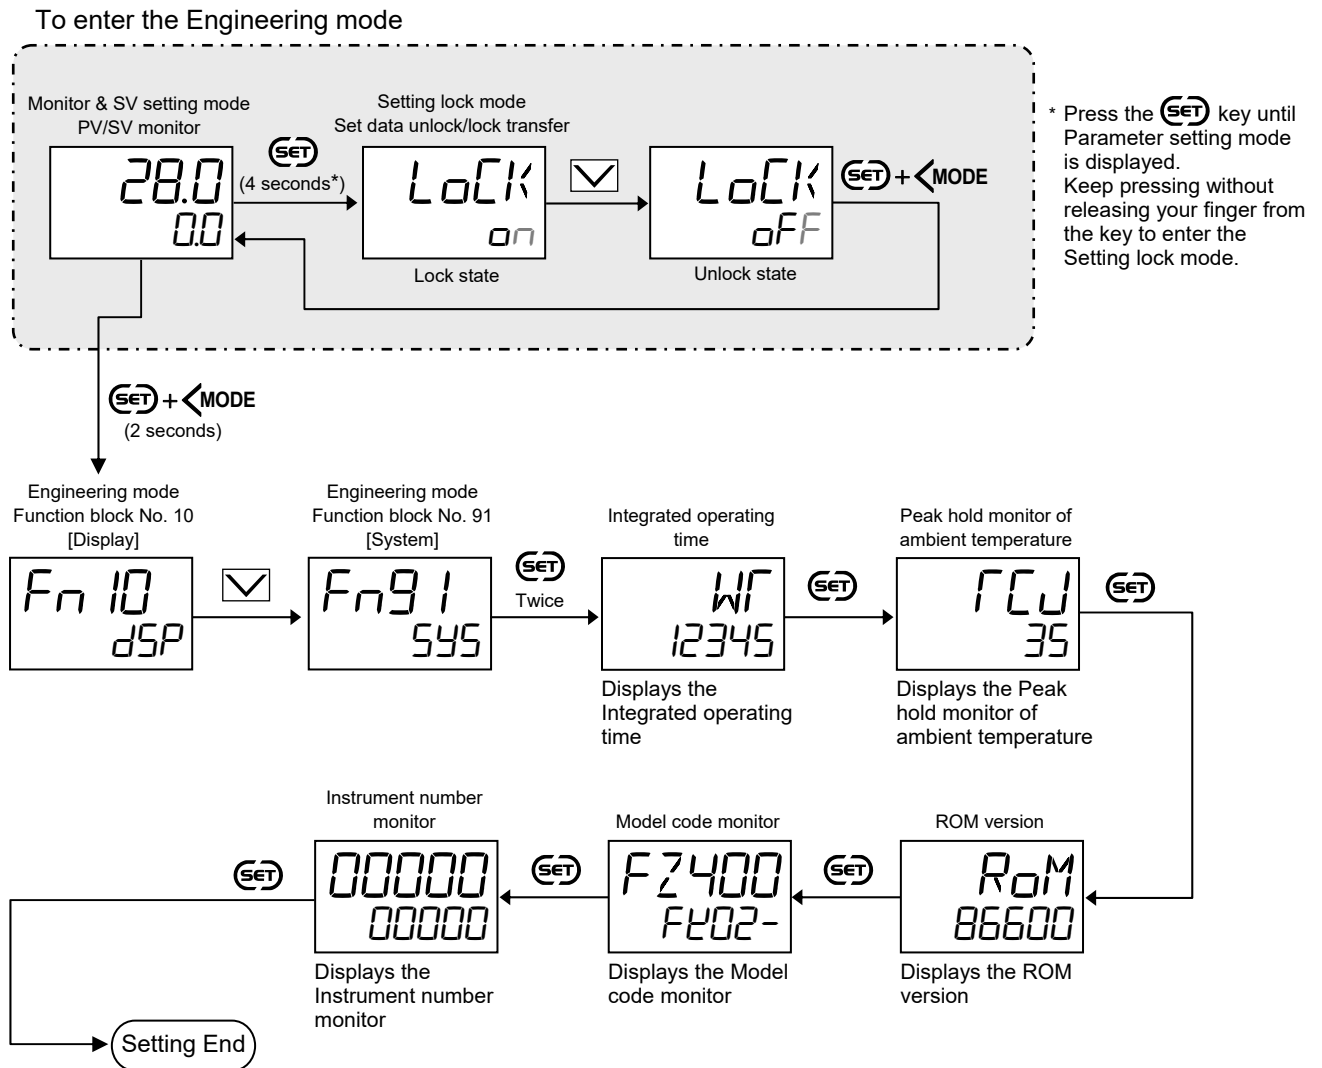 To enter the Engineering mode
Monitor & SV setting mode
PV/SV monitor
28.0
0.0
SET
(4 seconds*)
Setting lock mode
Set data unlock/lock transfer
LoCK
on
Lock state
LoCK
oFF
Unlock state
SET + <MODE
* Press the SET key until
Parameter setting mode
is displayed.
Keep pressing without
releasing your finger from
the key to enter the
Setting lock mode.
SET + <MODE
(2 seconds)
Engineering mode
Function block No. 10
[Display]
Fn 10
dSP
Engineering mode
Function block No. 91
[System]
Fn91
SYS
SET
Twice
Integrated operating
time
WT
12345
Displays the
Integrated operating
time
SET
Peak hold monitor of
ambient temperature
TCJ
35
Displays the Peak
hold monitor of
ambient temperature
SET
ROM version
RoM
86600
Displays the ROM
version
SET
Model code monitor
FZ400
FK02-
Displays the Model
code monitor
SET
Instrument number
monitor
00000
00000
Displays the
Instrument number
monitor
SET
Setting End